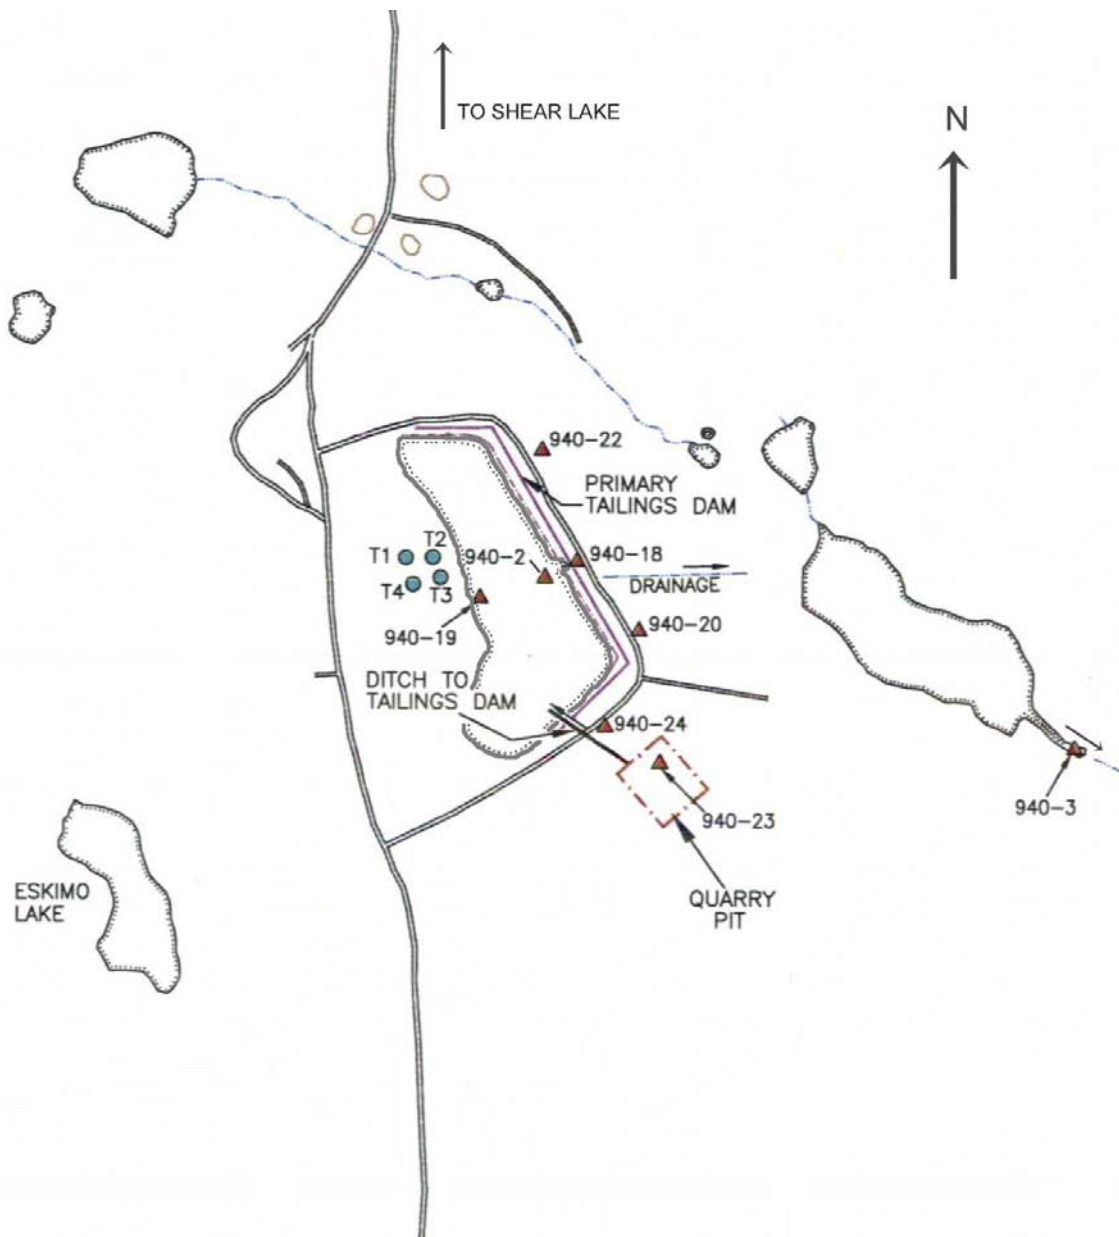 TO SHEAR LAKE
N
940-22
PRIMARY
TAILINGS DAM
T1
T2
940-2
940-18
T4
T3
DRAINAGE
940-19
940-20
DITCH TO
TAILINGS DAM
940-24
940-3
940-23
ESKIMO
LAKE
QUARRY
PIT